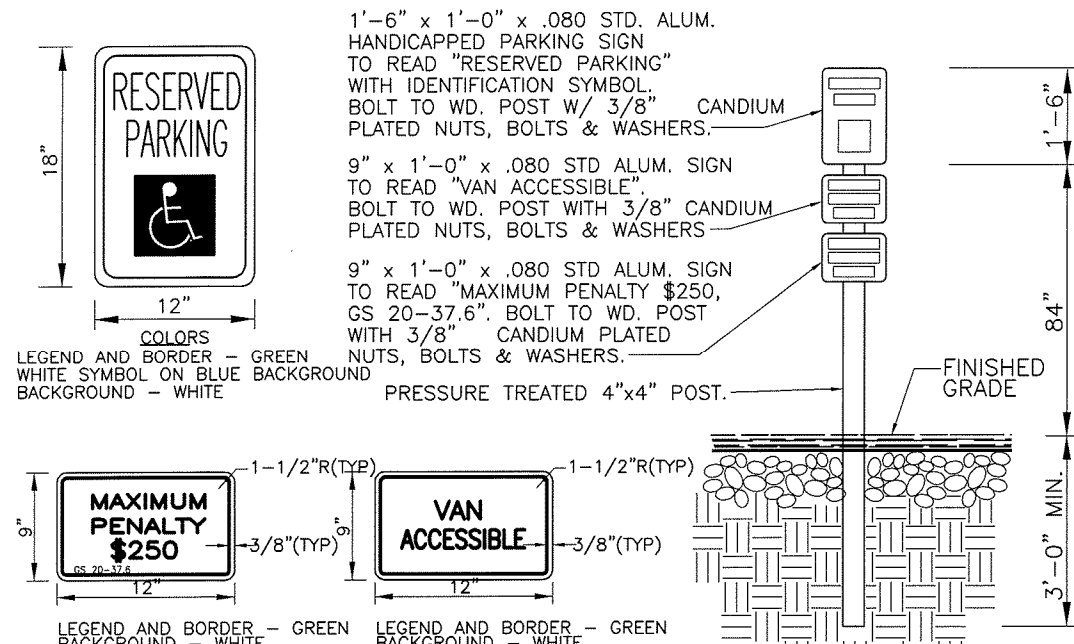 RESERVED
PARKING
18"
12"
COLORS
LEGEND AND BORDER – GREEN
WHITE SYMBOL ON BLUE BACKGROUND
BACKGROUND – WHITE
1'-6" x 1'-0" x .080 STD. ALUM.
HANDICAPPED PARKING SIGN
TO READ "RESERVED PARKING"
WITH IDENTIFICATION SYMBOL.
BOLT TO WD. POST W/ 3/8" CANDIUM
PLATED NUTS, BOLTS & WASHERS.
9" x 1'-0" x .080 STD ALUM. SIGN
TO READ "VAN ACCESSIBLE".
BOLT TO WD. POST WITH 3/8" CANDIUM
PLATED NUTS, BOLTS & WASHERS
9" x 1'-0" x .080 STD ALUM. SIGN
TO READ "MAXIMUM PENALTY $250,
GS 20-37.6". BOLT TO WD. POST
WITH 3/8" CANDIUM PLATED
NUTS, BOLTS & WASHERS.
PRESSURE TREATED 4"x4" POST.
1'-6"
84"
FINISHED
GRADE
3'-0" MIN.
1-1/2"R(TYP)
MAXIMUM
PENALTY
$250
GS 20-37.6
9"
3/8"(TYP)
12"
LEGEND AND BORDER – GREEN
BACKGROUND – WHITE
1-1/2"R(TYP)
VAN
ACCESSIBLE
9"
3/8"(TYP)
12"
LEGEND AND BORDER – GREEN
BACKGROUND – WHITE